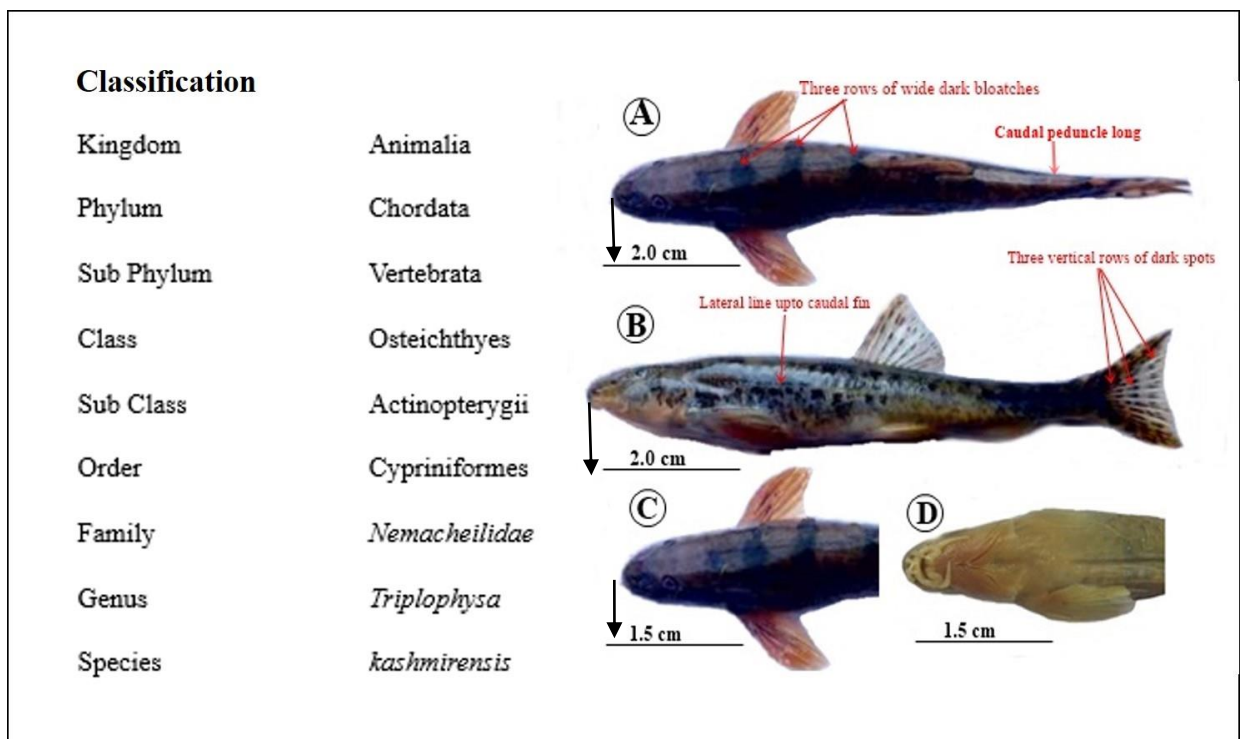 Classification
Kingdom Animalia
Phylum Chordata
Sub Phylum Vertebrata
Class Osteichthyes
Sub Class Actinopterygii
Order Cypriniformes
Family Nemacheilidae
Genus Triplophysa
Species kashmirensis
A
Three rows of wide dark bloatches
Caudal peduncle long
2.0 cm
B
Lateral line upto caudal fin
Three vertical rows of dark spots
2.0 cm
C
1.5 cm
D
1.5 cm